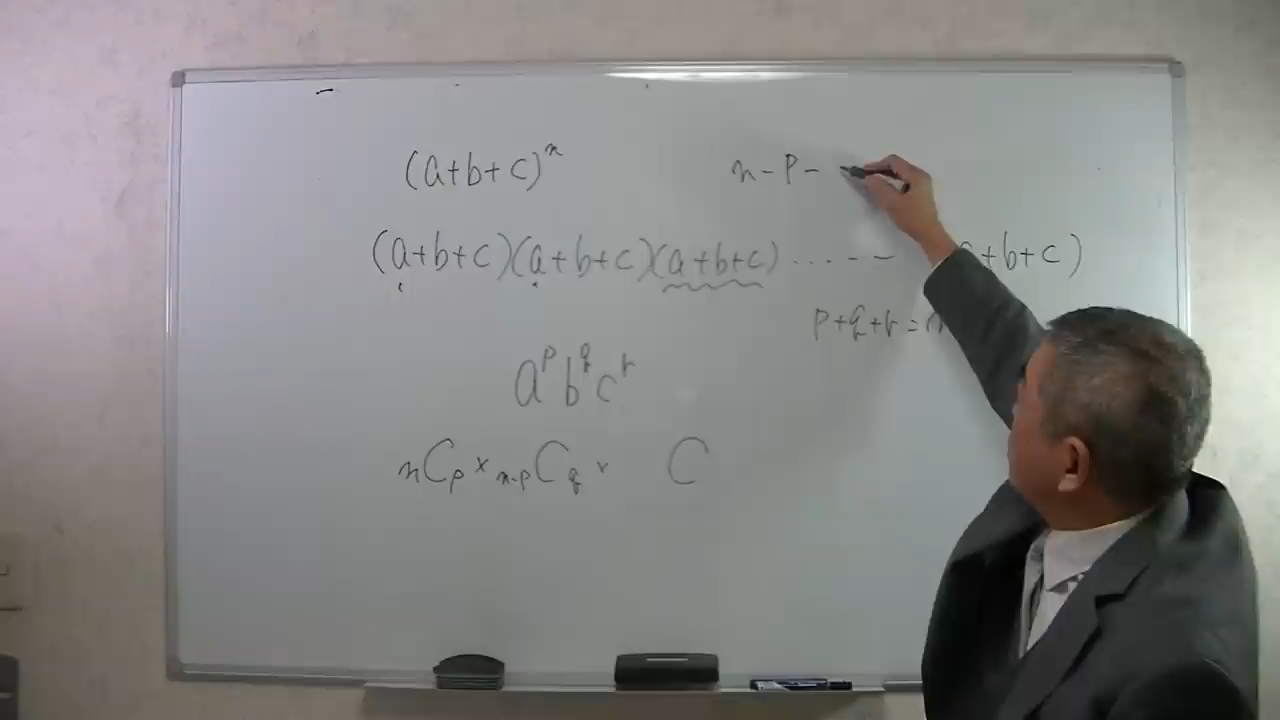 (a+b+c)^n
n-p-
(a+b+c)(a+b+c)(a+b+c)·····-(a+b+c)
p+q+r=n
a^p b^q c^r
nCp × n-pCq × C